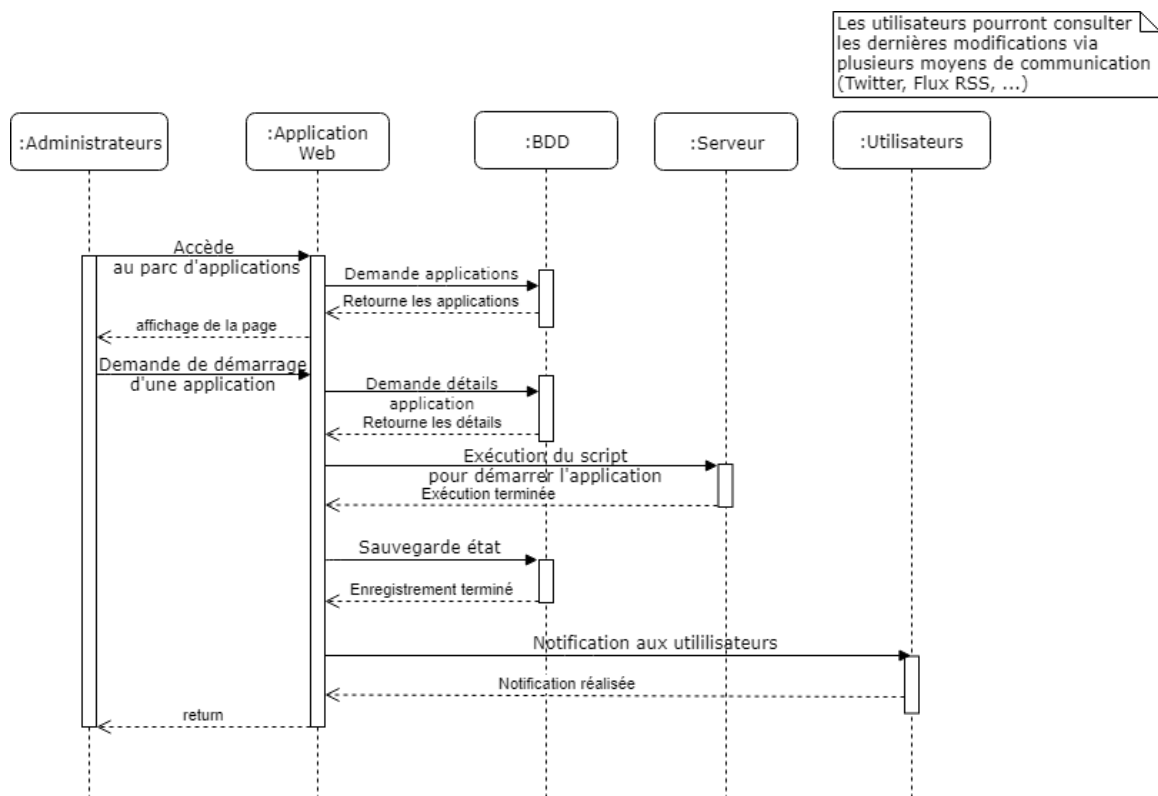 Les utilisateurs pourront consulter
les dernières modifications via
plusieurs moyens de communication
(Twitter, Flux RSS, ...)
:Administrateurs
:Application
Web
:BDD
:Serveur
:Utilisateurs
Accède
au parc d'applications
Demande applications
Retourne les applications
affichage de la page
Demande de démarrage
d'une application
Demande détails
application
Retourne les détails
Exécution du script
pour démarrer l'application
Exécution terminée
Sauvegarde état
Enregistrement terminé
Notification aux utililisateurs
Notification réalisée
return